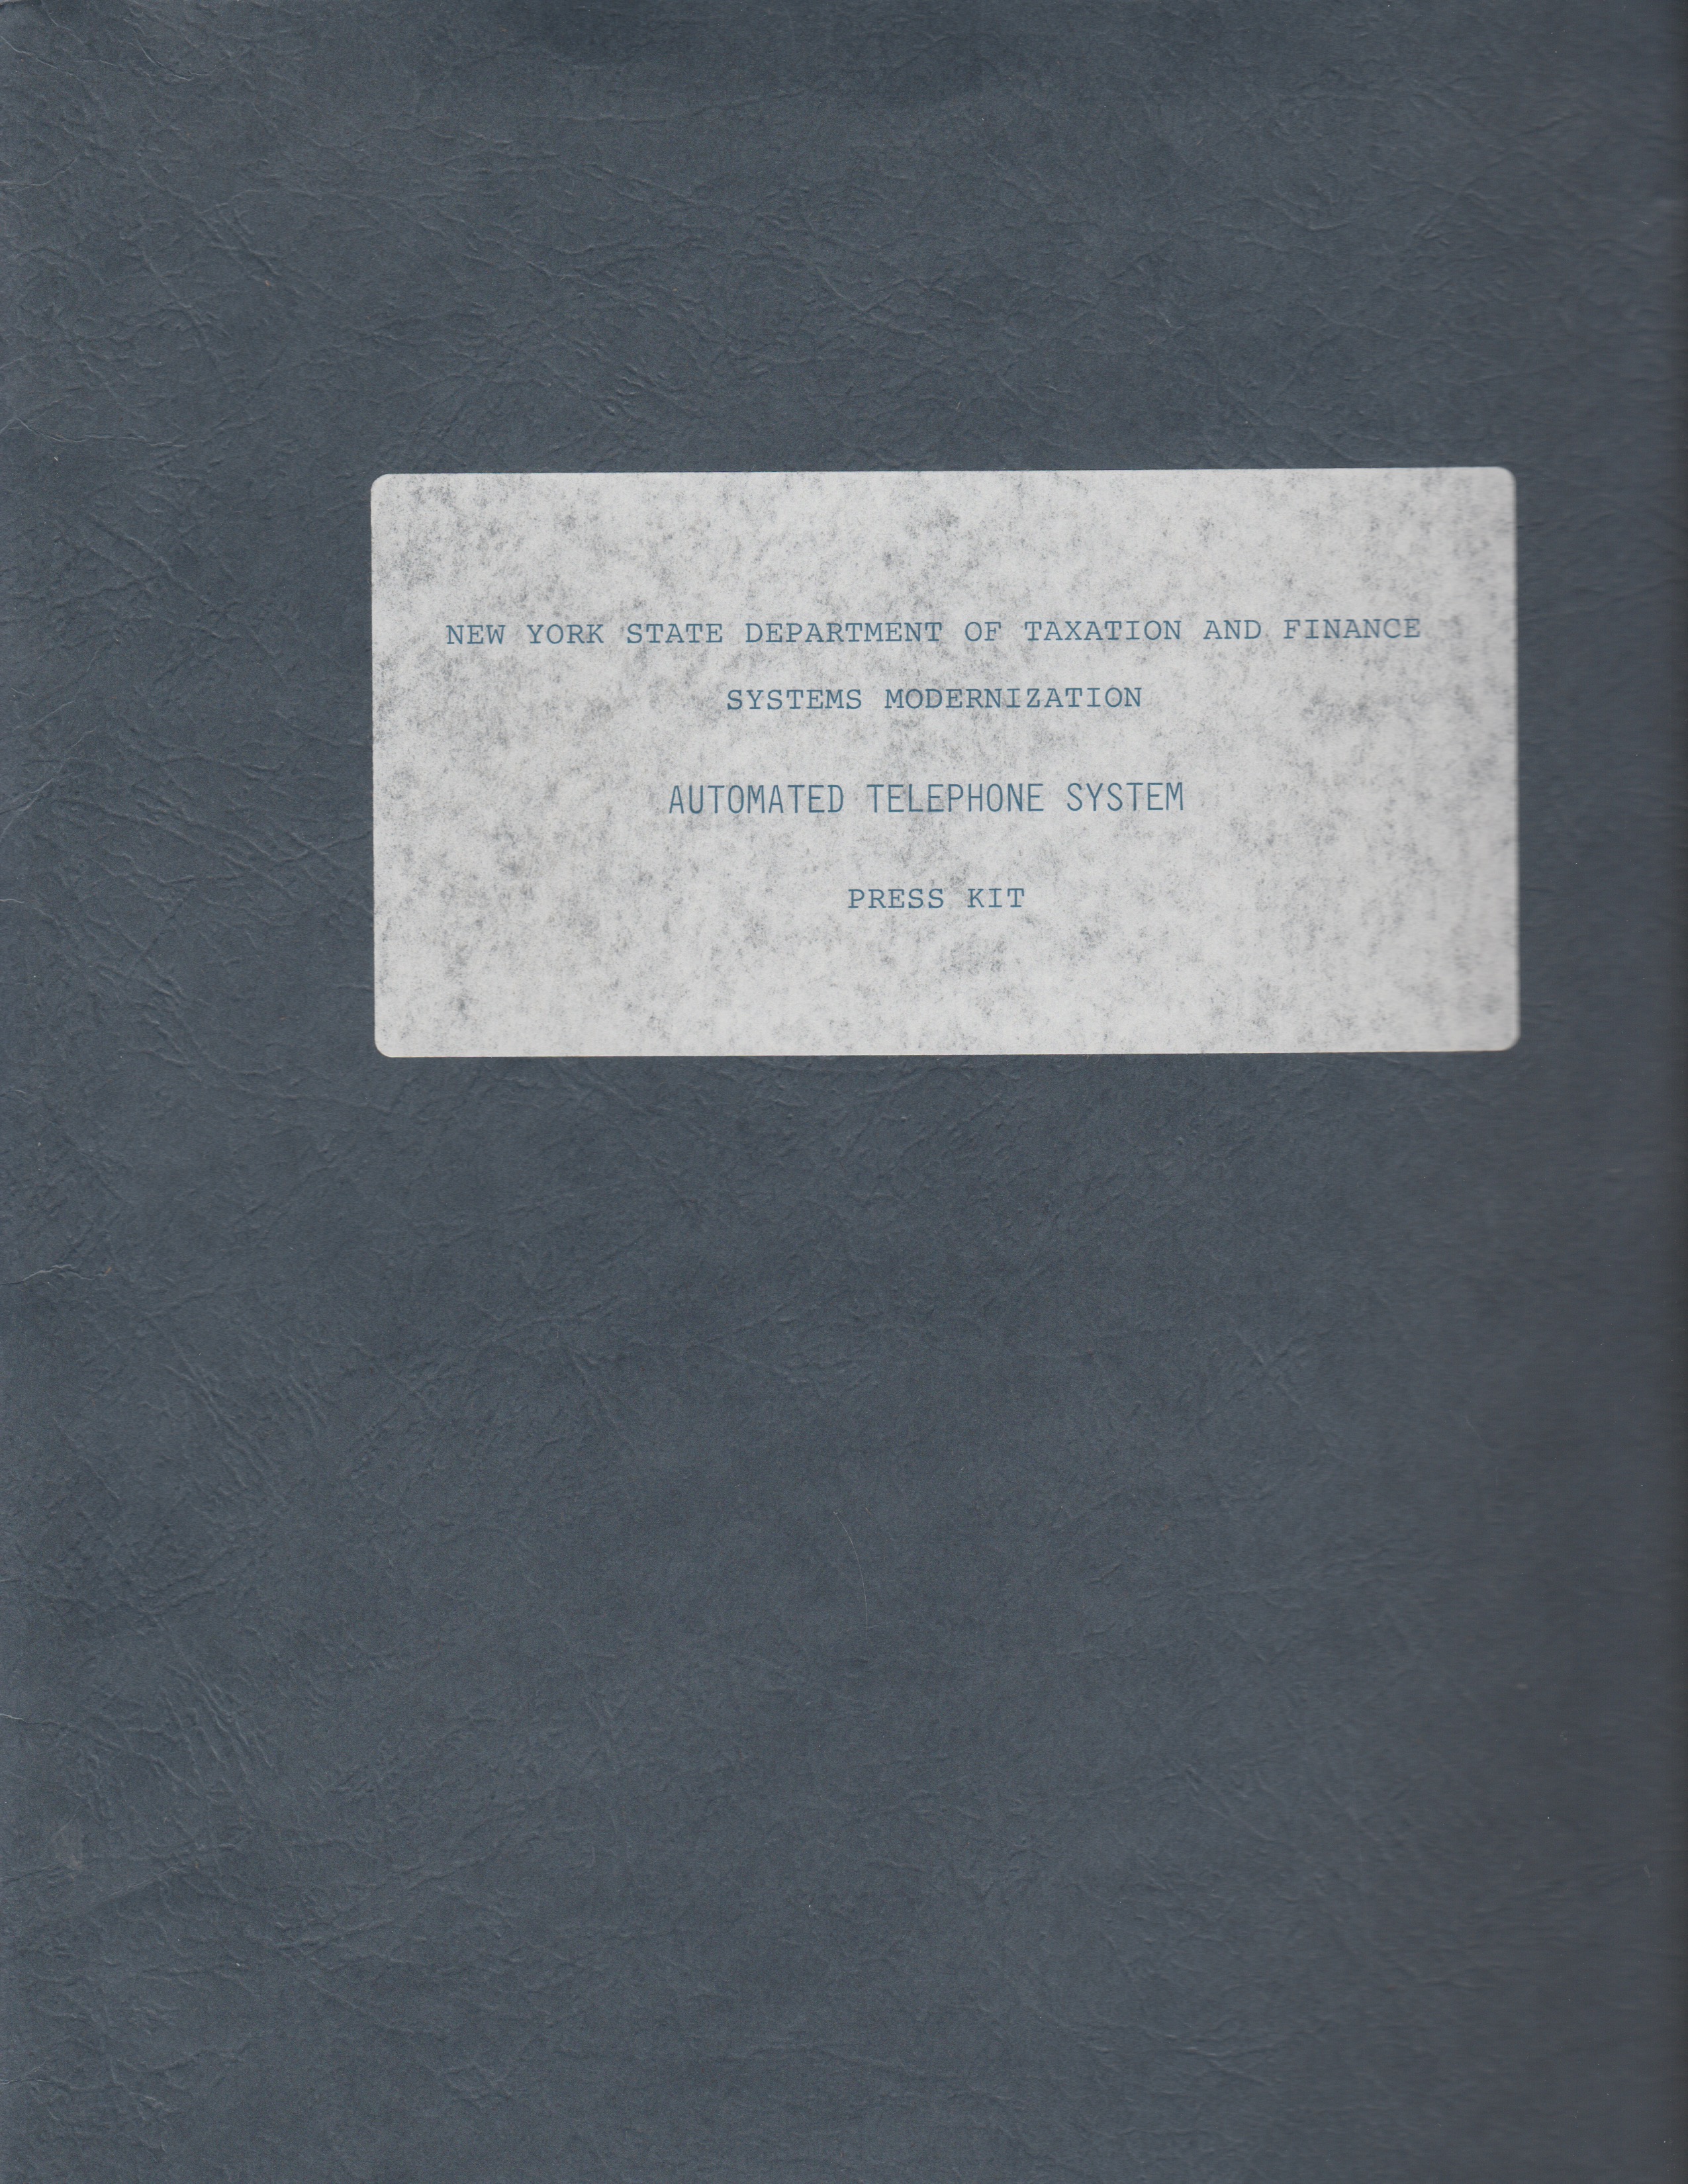 NEW YORK STATE DEPARTMENT OF TAXATION AND FINANCE
SYSTEMS MODERNIZATION
AUTOMATED TELEPHONE SYSTEM
PRESS KIT